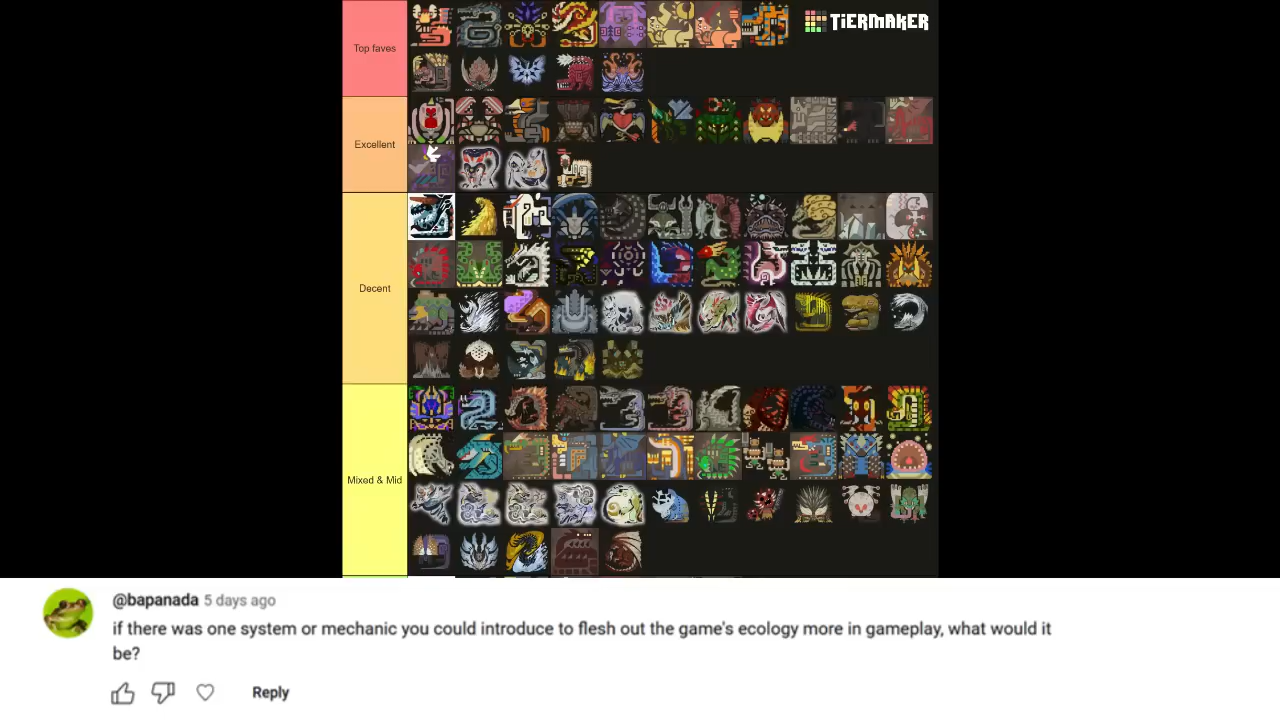 Top faves
TIERMAKER
Excellent
Decent
Mixed & Mid
@bapanada 5 days ago
if there was one system or mechanic you could introduce to flesh out the game's ecology more in gameplay, what would it
be?
Reply